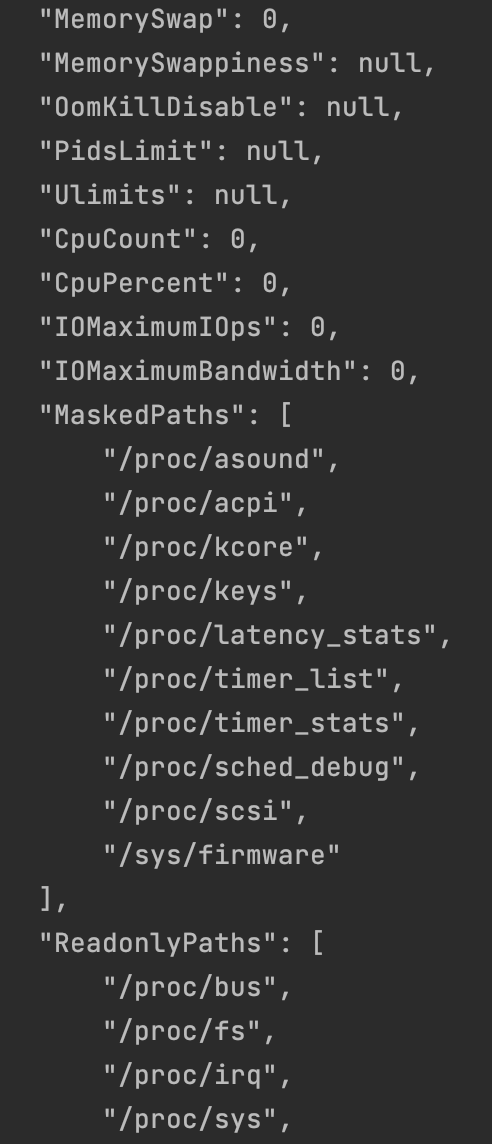 "MemorySwap": 0,
"MemorySwappiness": null,
"OomKillDisable": null,
"PidsLimit": null,
"Ulimits": null,
"CpuCount": 0,
"CpuPercent": 0,
"IOMaximumIOps": 0,
"IOMaximumBandwidth": 0,
"MaskedPaths": [
    "/proc/asound",
    "/proc/acpi",
    "/proc/kcore",
    "/proc/keys",
    "/proc/latency_stats",
    "/proc/timer_list",
    "/proc/timer_stats",
    "/proc/sched_debug",
    "/proc/scsi",
    "/sys/firmware"
],
"ReadonlyPaths": [
    "/proc/bus",
    "/proc/fs",
    "/proc/irq",
    "/proc/sys",